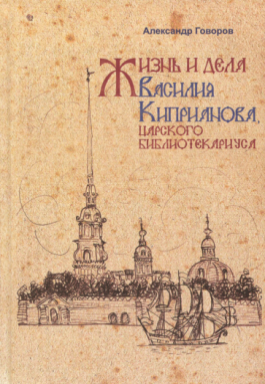 Александр Говоров
Жизнь и дела
Василия
Киприанова,
царского
библиотекариуса